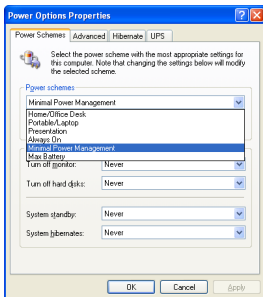 Power Options Properties
Power Schemes Advanced Hibernate UPS
Select the power scheme with the most appropriate settings for
this computer. Note that changing the settings below will modify
the selected scheme.
Power schemes
Minimal Power Management
Home/Office Desk
Portable/Laptop
Presentation
Always On
Minimal Power Management
Max Battery
Turn off monitor: Never
Turn off hard disks: Never
System standby: Never
System hibernates: Never
OK Cancel Apply